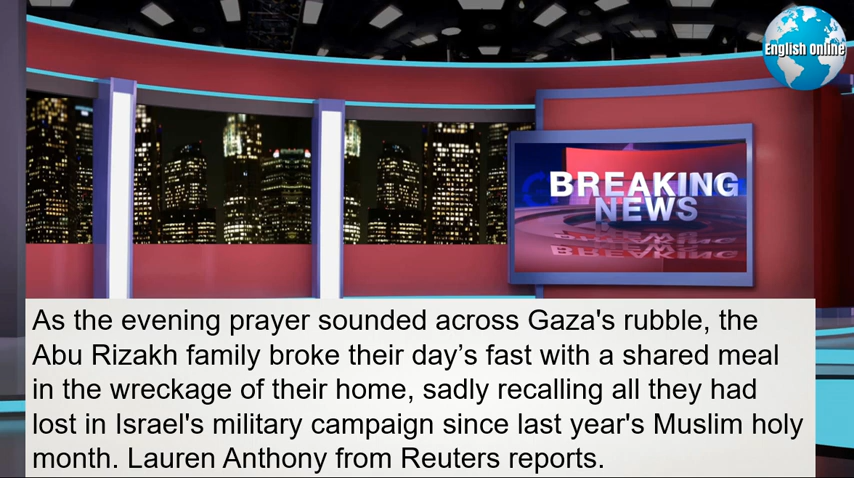 English Online
BREAKING
NEWS
As the evening prayer sounded across Gaza's rubble, the
Abu Rizakh family broke their day’s fast with a shared meal
in the wreckage of their home, sadly recalling all they had
lost in Israel's military campaign since last year's Muslim holy
month. Lauren Anthony from Reuters reports.